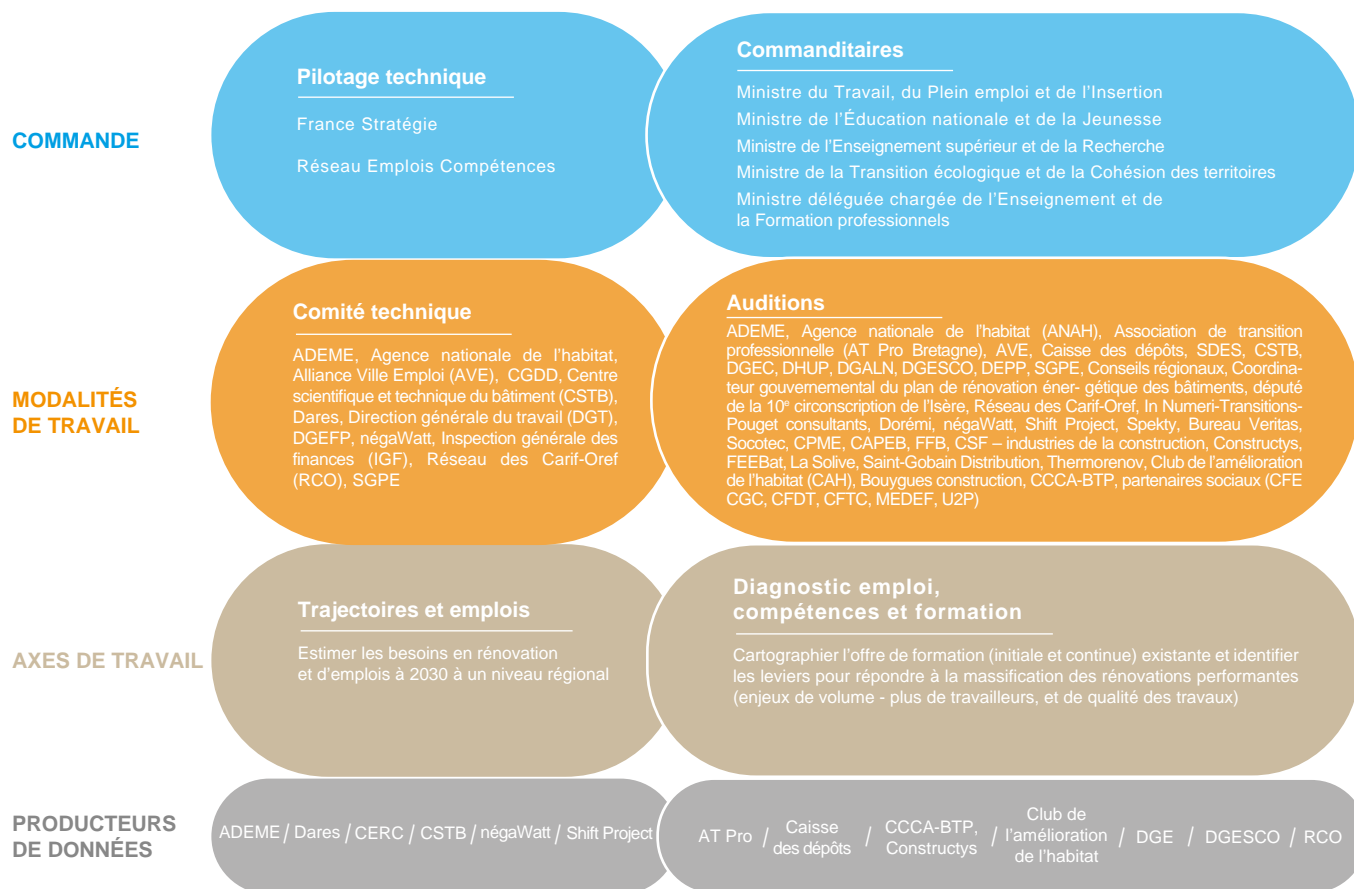 COMMANDE
Pilotage technique
France Stratégie
Réseau Emplois Compétences
Commanditaires
Ministre du Travail, du Plein emploi et de l'Insertion
Ministre de l'Éducation nationale et de la Jeunesse
Ministre de l'Enseignement supérieur et de la Recherche
Ministre de la Transition écologique et de la Cohésion des territoires
Ministre déléguée chargée de l'Enseignement et de
la Formation professionnels
MODALITÉS
DE TRAVAIL
Comité technique
ADEME, Agence nationale de l'habitat,
Alliance Ville Emploi (AVE), CGDD, Centre
scientifique et technique du bâtiment (CSTB),
Dares, Direction générale du travail (DGT),
DGEFP, négaWatt, Inspection générale des
finances (IGF), Réseau des Carif-Oref
(RCO), SGPE
Auditions
ADEME, Agence nationale de l'habitat (ANAH), Association de transition
professionnelle (AT Pro Bretagne), AVE, Caisse des dépôts, SDES, CSTB,
DGEC, DHUP, DGALN, DGESCO, DEPP, SGPE, Conseils régionaux, Coordina-
teur gouvernemental du plan de rénovation éner- gétique des bâtiments, député
de la 10e circonscription de l'Isère, Réseau des Carif-Oref, In Numeri-Transitions-
Pouget consultants, Dorémi, négaWatt, Shift Project, Spekty, Bureau Veritas,
Socotec, CPME, CAPEB, FFB, CSF – industries de la construction, Constructys,
FEEBat, La Solive, Saint-Gobain Distribution, Thermorenov, Club de l'amélioration
de l'habitat (CAH), Bouygues construction, CCCA-BTP, partenaires sociaux (CFE
CGC, CFDT, CFTC, MEDEF, U2P)
AXES DE TRAVAIL
Trajectoires et emplois
Estimer les besoins en rénovation
et d'emplois à 2030 à un niveau régional
Diagnostic emploi,
compétences et formation
Cartographier l'offre de formation (initiale et continue) existante et identifier
les leviers pour répondre à la massification des rénovations performantes
(enjeux de volume - plus de travailleurs, et de qualité des travaux)
PRODUCTEURS
DE DONNÉES
ADEME / Dares / CERC / CSTB / négaWatt / Shift Project
AT Pro /
Caisse
des dépôts /
CCCA-BTP,
Constructys /
Club de
l'amélioration
de l'habitat
/ DGE / DGESCO / RCO